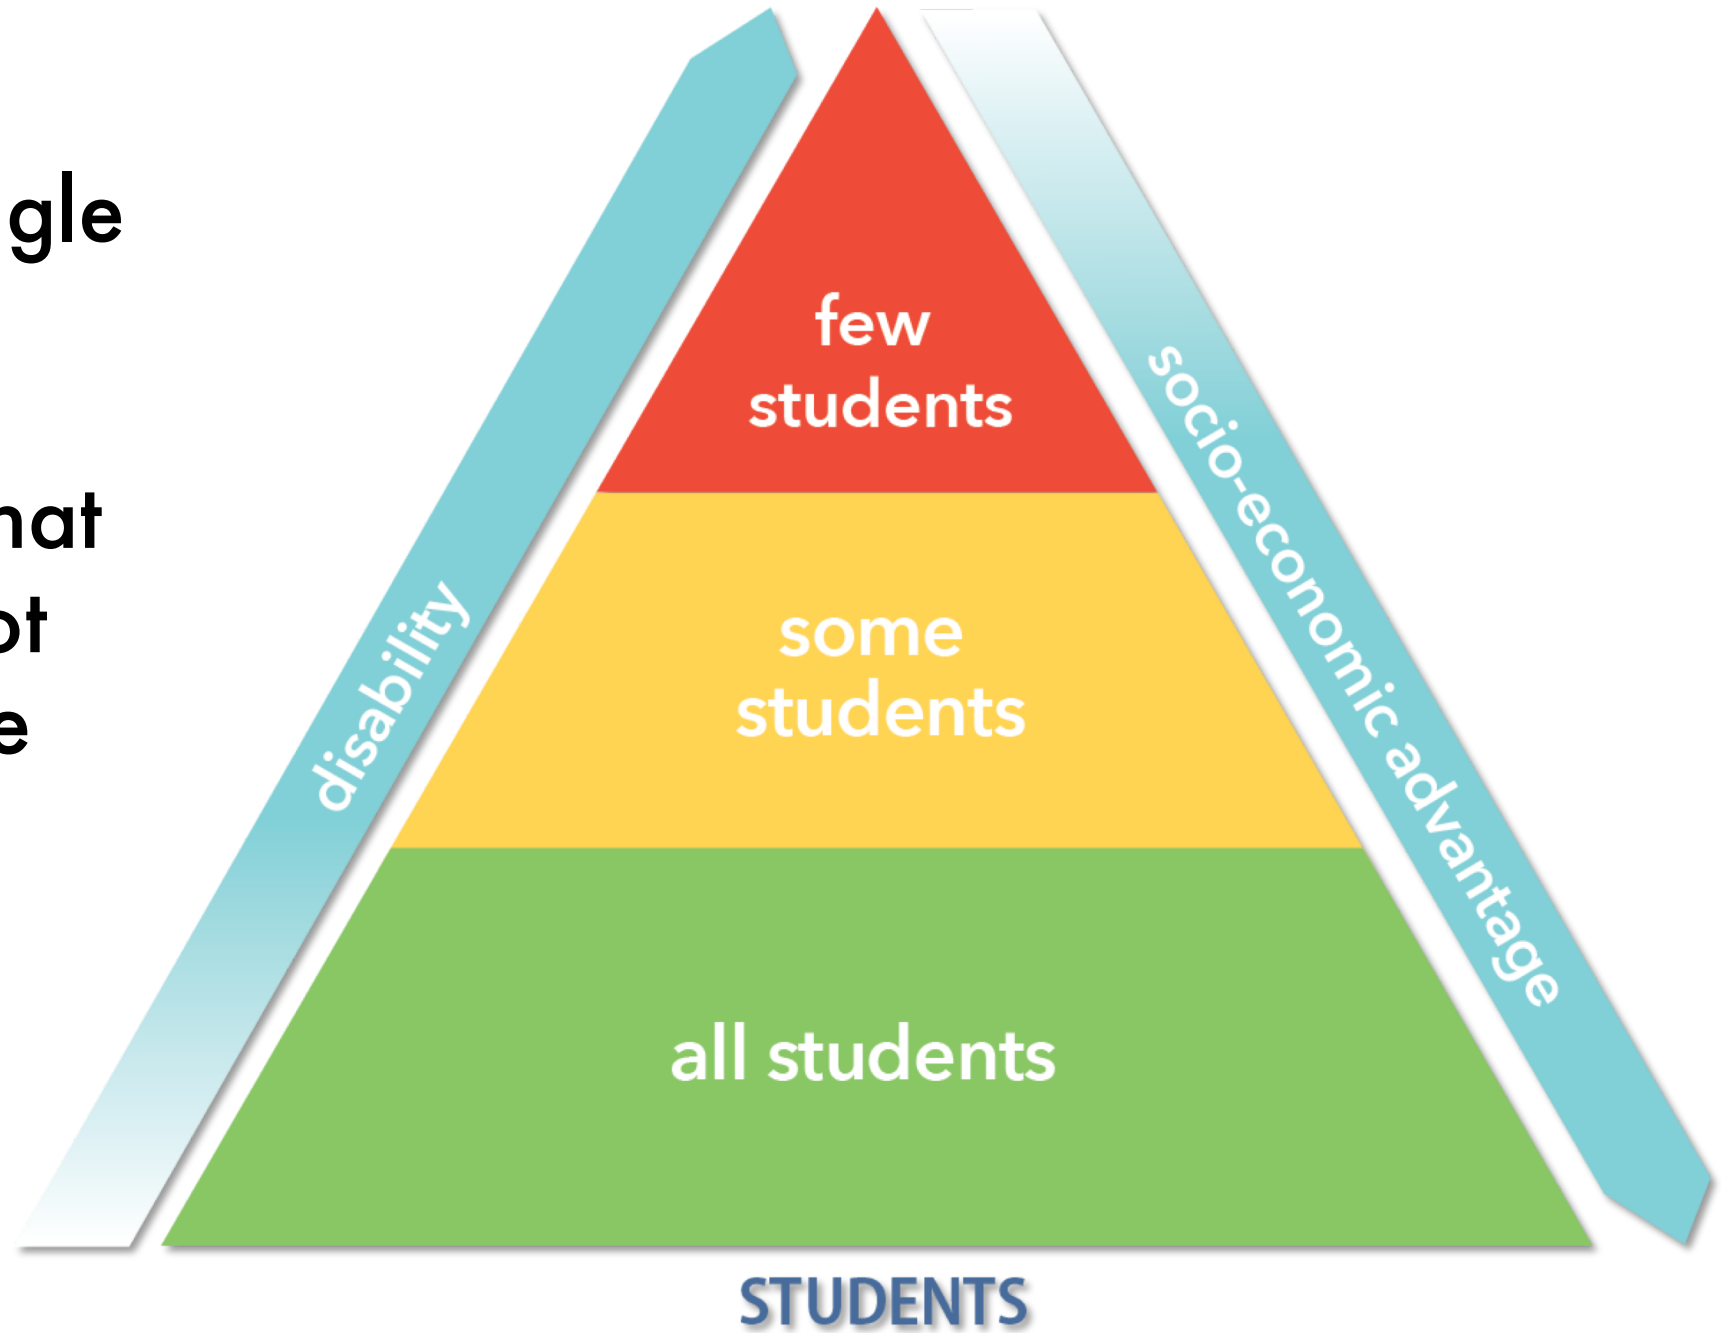 gle
hat
ot
e
few
students
some
students
all students
disability
socio-economic advantage
STUDENTS